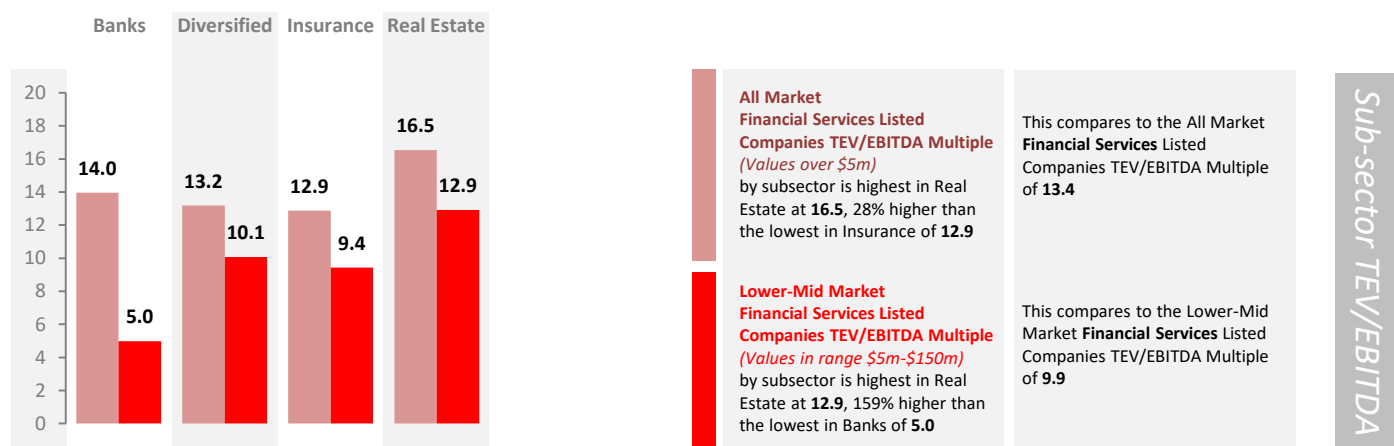 Banks Diversified Insurance Real Estate
20
18
16
14
12
10
8
6
4
2
0
14.0
5.0
13.2
10.1
12.9
9.4
16.5
12.9
All Market
Financial Services Listed
Companies TEV/EBITDA Multiple
(Values over $5m)
by subsector is highest in Real
Estate at 16.5, 28% higher than
the lowest in Insurance of 12.9
This compares to the All Market
Financial Services Listed
Companies TEV/EBITDA Multiple
of 13.4
Lower-Mid Market
Financial Services Listed
Companies TEV/EBITDA Multiple
(Values in range $5m-$150m)
by subsector is highest in Real
Estate at 12.9, 159% higher than
the lowest in Banks of 5.0
This compares to the Lower-Mid
Market Financial Services Listed
Companies TEV/EBITDA Multiple
of 9.9
Sub-sector TEV/EBITDA